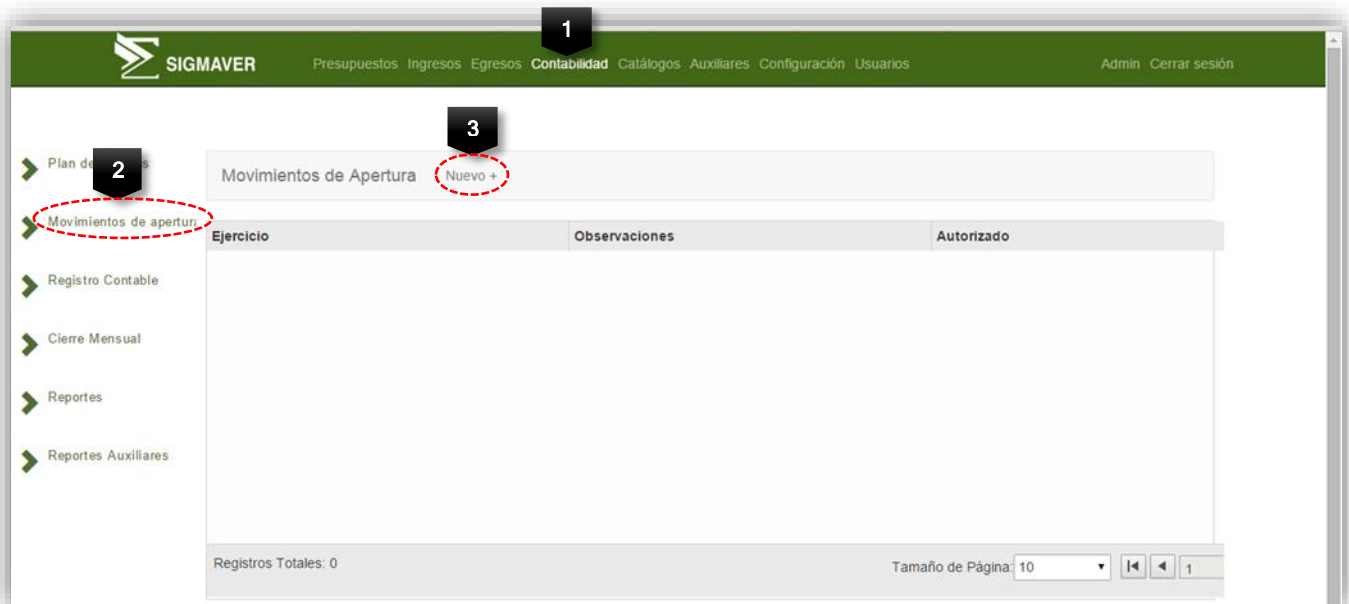 1
SIGMAVER Presupuestos Ingresos Egresos Contabilidad Catálogos Auxiliares Configuración Usuarios Admin Cerrar sesión
3
2
Plan de
Movimientos de apertura
Registro Contable
Cierre Mensual
Reportes
Reportes Auxiliares
Movimientos de Apertura Nuevo +
Ejercicio Observaciones Autorizado
Registros Totales: 0 Tamaño de Página: 10 1